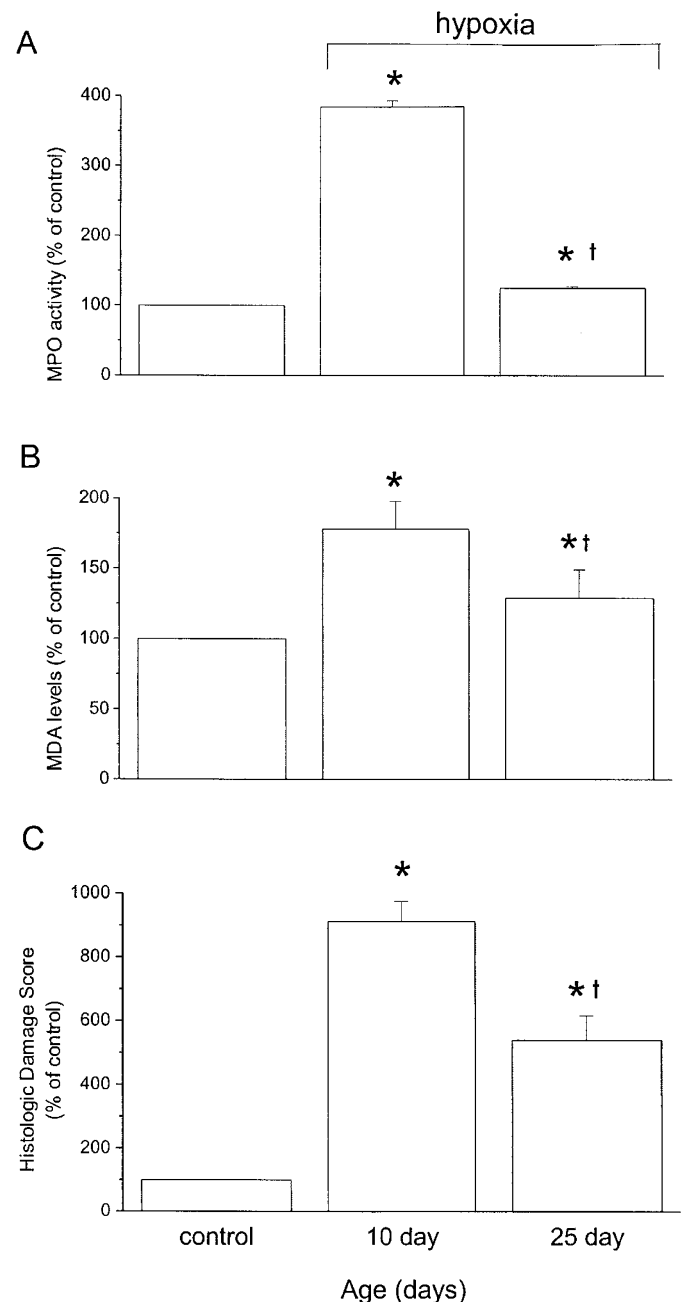 hypoxia
A
*
400
300
200
100
0
MPO activity (% of control)
* †
B
*
200
150
100
50
0
MDA levels (% of control)
* †
C
*
1000
800
600
400
200
0
Histologic Damage Score
(% of control)
* †
control 10 day 25 day
Age (days)